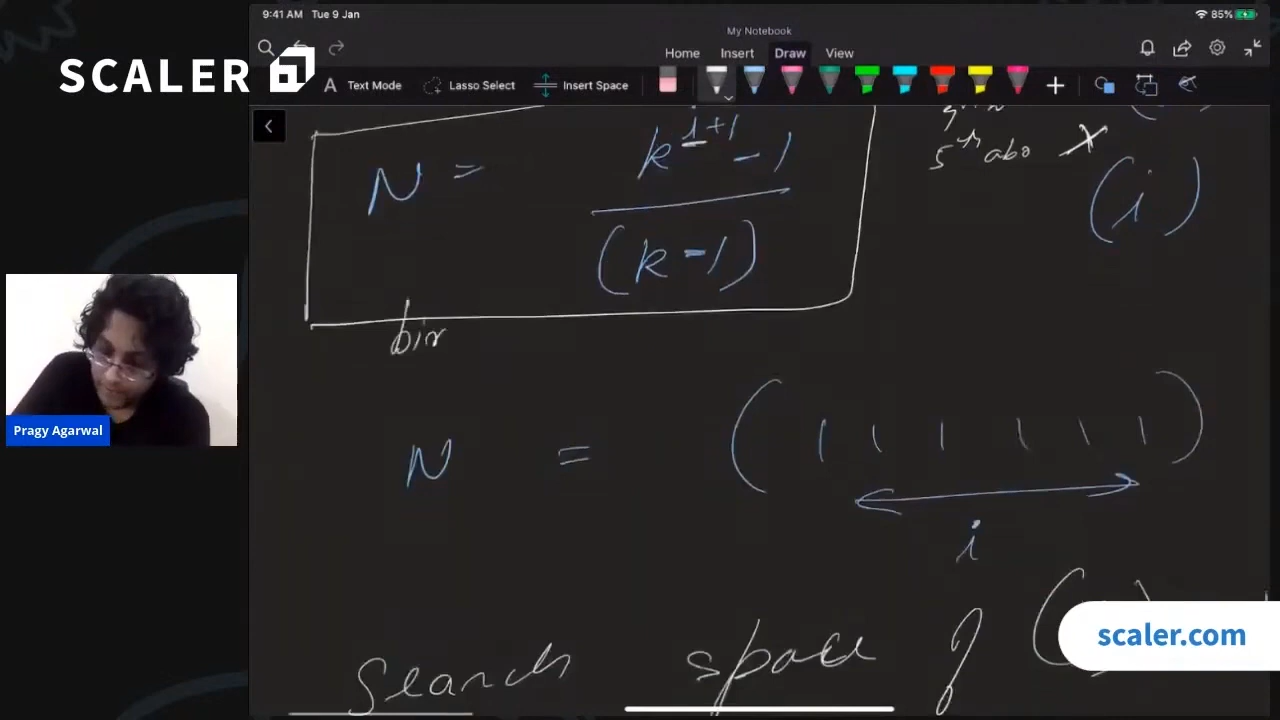 9:41 AM Tue 9 Jan
85%
SCALER
My Notebook
Home Insert Draw View
Text Mode Lasso Select Insert Space
N = k^{i+1} - 1
(k-1)
5th abo X
(i)
bin
N = ( 1 1 1 1 1 1 )
i
Search space of (
Pragy Agarwal
scaler.com